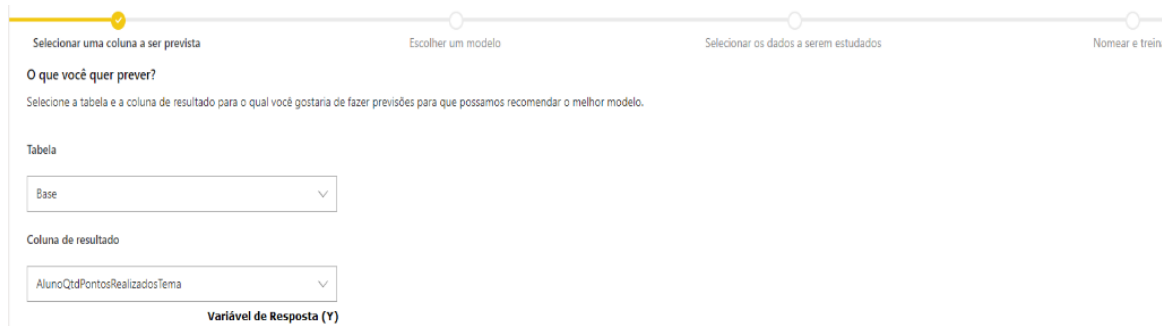 Selecionar uma coluna a ser prevista
Escolher um modelo
Selecionar os dados a serem estudados
Nomear e trein
O que você quer prever?
Selecione a tabela e a coluna de resultado para o qual você gostaria de fazer previsões para que possamos recomendar o melhor modelo.
Tabela
Base
Coluna de resultado
AlunoQtdPontosRealizadosTema
Variável de Resposta (Y)